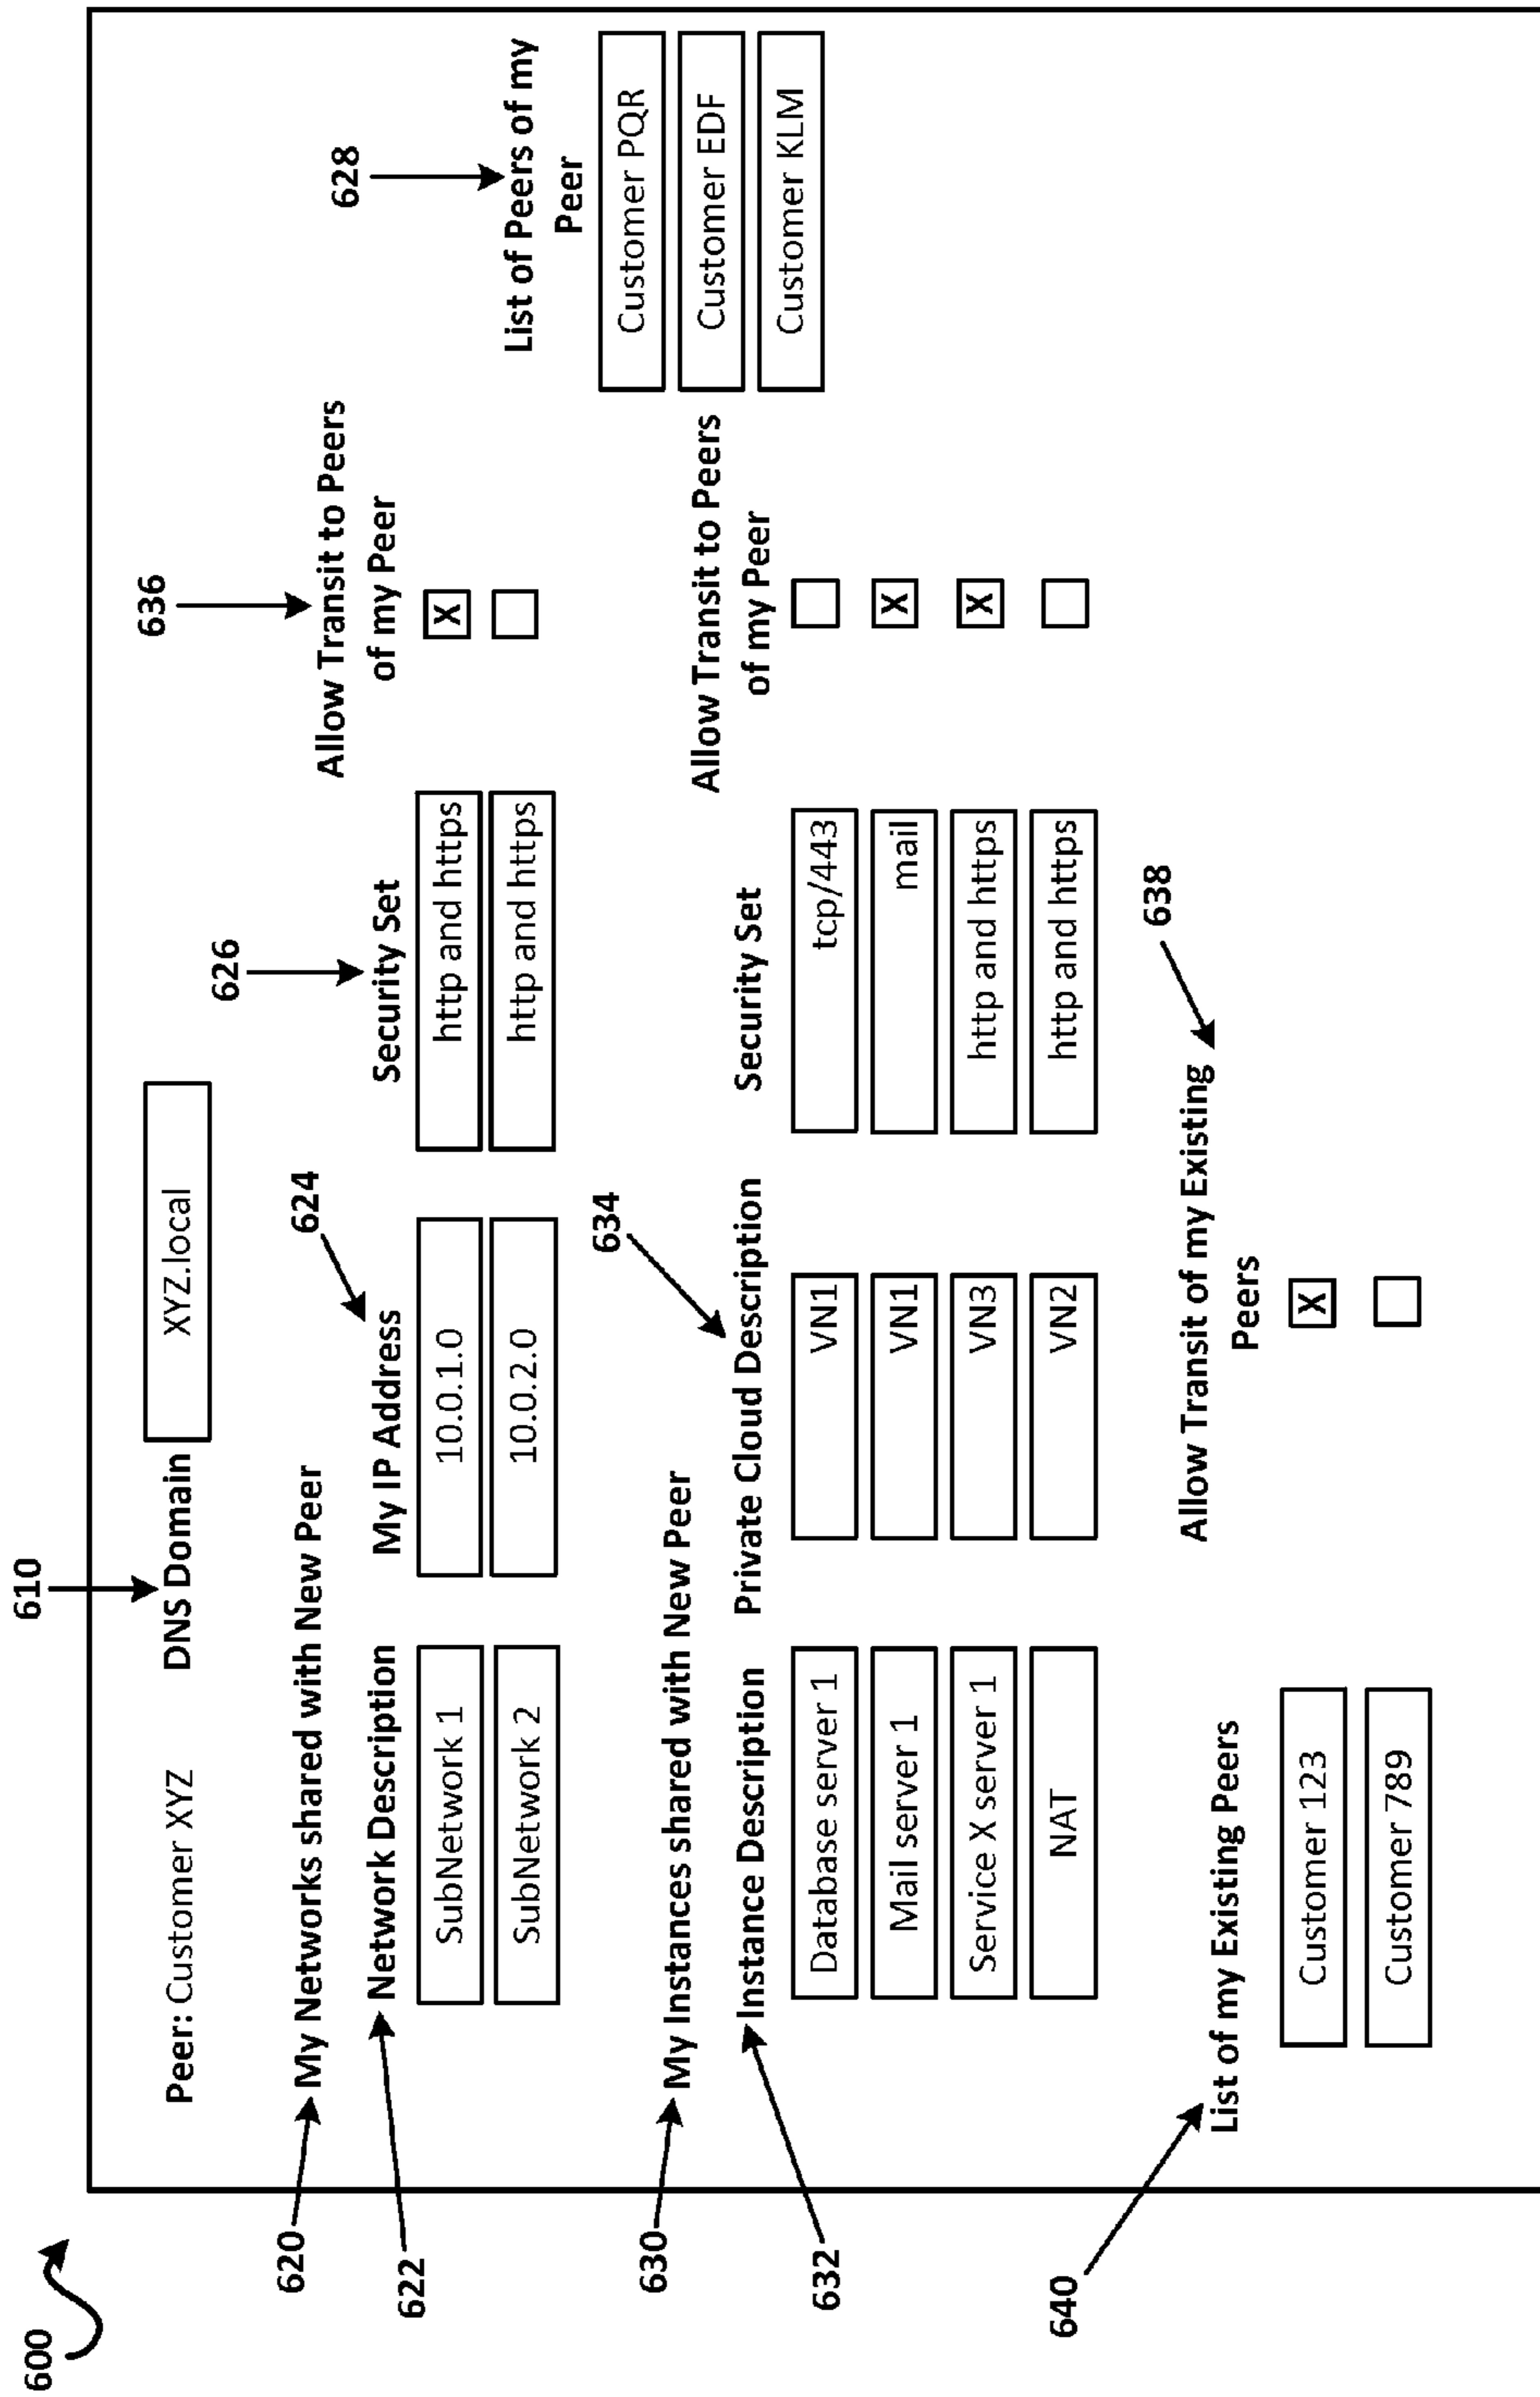 600
610
Peer: Customer XYZ
DNS Domain
XYZ.local
636
626
628
620
My Networks shared with New Peer
624
Allow Transit to Peers
of my Peer
622
Network Description
My IP Address
Security Set
SubNetwork 1
10.0.1.0
http and https
X
SubNetwork 2
10.0.2.0
http and https
List of Peers of my
Peer
Customer PQR
Customer EDF
Customer KLM
630
My Instances shared with New Peer
634
Allow Transit to Peers
of my Peer
632
Instance Description
Private Cloud Description
Security Set
Database server 1
VN1
tcp/443
Mail server 1
VN1
mail
X
Service X server 1
VN3
http and https
X
NAT
VN2
http and https
638
640
List of my Existing Peers
Allow Transit of my Existing
Peers
Customer 123
X
Customer 789